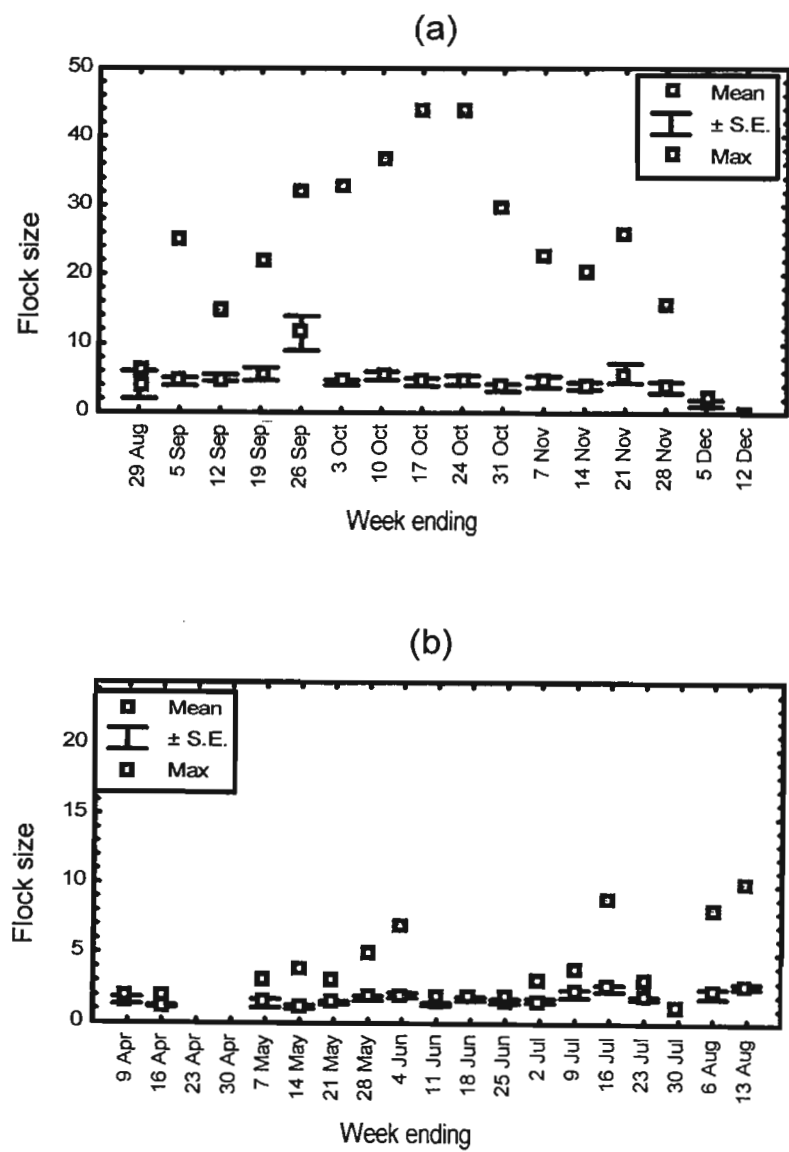 (a)
50
40
30
20
10
0
Flock size
Mean
± S.E.
Max
29 Aug
5 Sep
12 Sep
19 Sep
26 Sep
3 Oct
10 Oct
17 Oct
24 Oct
31 Oct
7 Nov
14 Nov
21 Nov
28 Nov
5 Dec
12 Dec
Week ending
(b)
20
15
10
5
0
Flock size
Mean
± S.E.
Max
9 Apr
16 Apr
23 Apr
30 Apr
7 May
14 May
21 May
28 May
4 Jun
11 Jun
18 Jun
25 Jun
2 Jul
9 Jul
16 Jul
23 Jul
30 Jul
6 Aug
13 Aug
Week ending